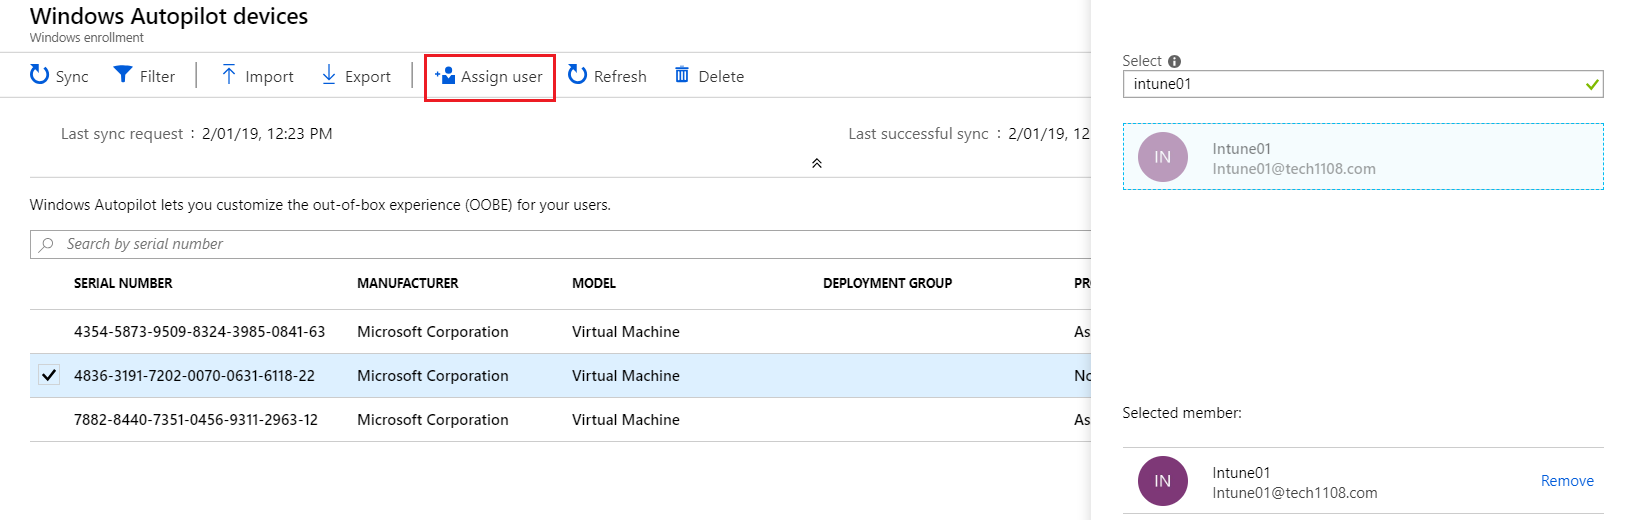 Windows Autopilot devices
Windows enrollment
Sync Filter Import Export Assign user Refresh Delete
Last sync request : 2/01/19, 12:23 PM Last successful sync : 2/01/19, 12
Windows Autopilot lets you customize the out-of-box experience (OOBE) for your users.
Search by serial number
SERIAL NUMBER MANUFACTURER MODEL DEPLOYMENT GROUP PR
4354-5873-9509-8324-3985-0841-63 Microsoft Corporation Virtual Machine As
4836-3191-7202-0070-0631-6118-22 Microsoft Corporation Virtual Machine No
7882-8440-7351-0456-9311-2963-12 Microsoft Corporation Virtual Machine As
Select
intune01
IN
Intune01
Intune01@tech1108.com
Selected member:
IN
Intune01
Intune01@tech1108.com
Remove